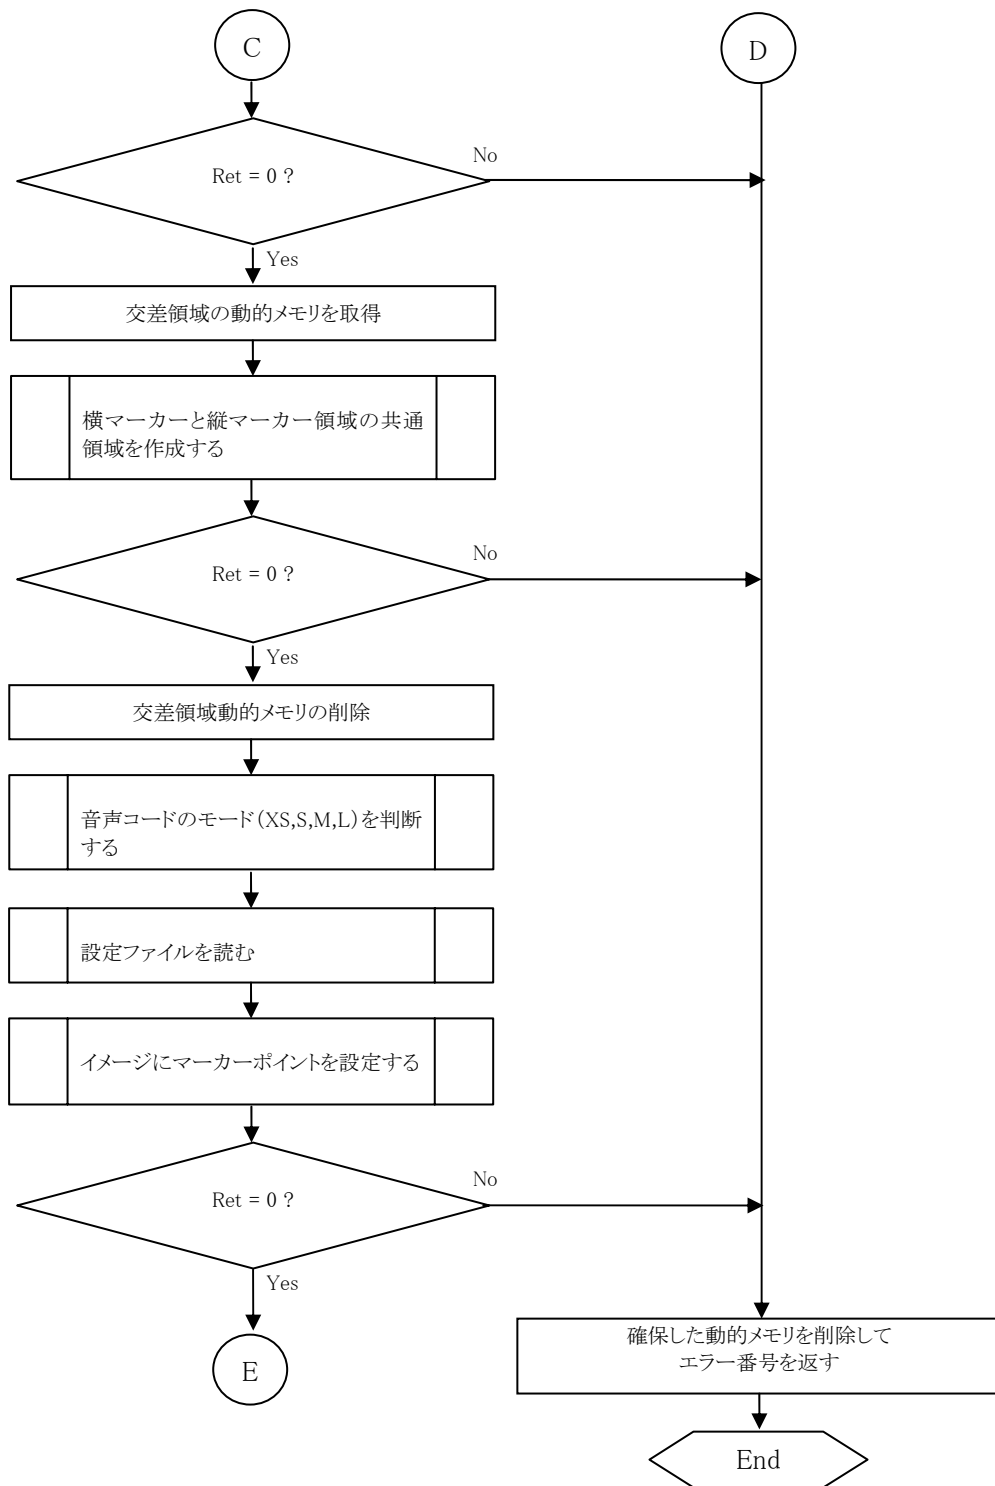 C
D
Ret = 0 ?
No
Yes
交差領域の動的メモリを取得
横マーカーと縦マーカー領域の共通
領域を作成する
Ret = 0 ?
No
Yes
交差領域動的メモリの削除
音声コードのモード(XS,S,M,L)を判断
する
設定ファイルを読む
イメージにマーカーポイントを設定する
Ret = 0 ?
No
Yes
E
確保した動的メモリを削除して
エラー番号を返す
End